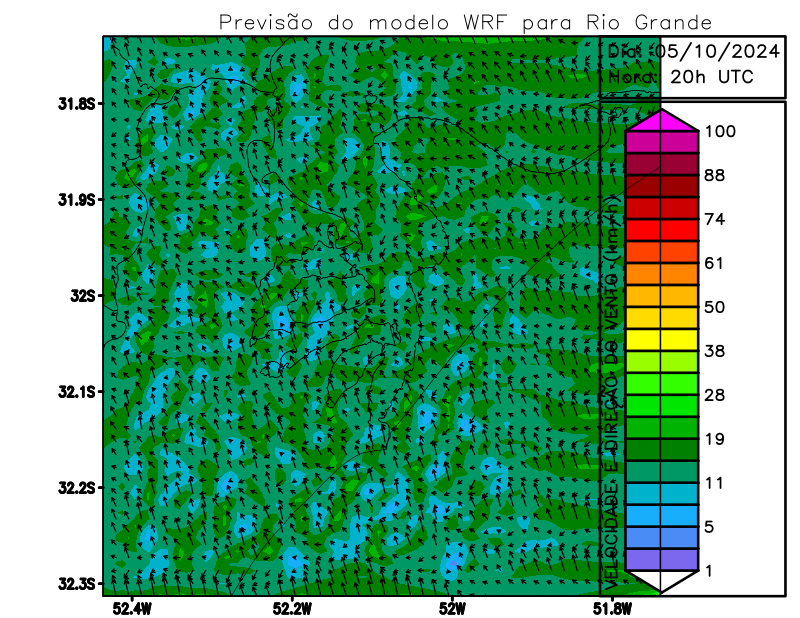 Previsão do modelo WRF para Rio Grande
Dia: 05/10/2024
Hora: 20h UTC
31.8S
31.9S
32S
32.1S
32.2S
32.3S
52.4W
52.2W
52W
51.8W
VELOCIDADE E DIREÇÃO DO VENTO (km/h)
100
88
74
61
50
38
28
19
11
5
1